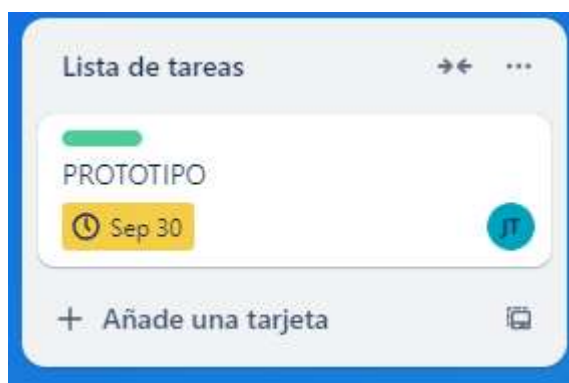 Lista de tareas
PROTOTIPO
Sep 30
JT
Añade una tarjeta